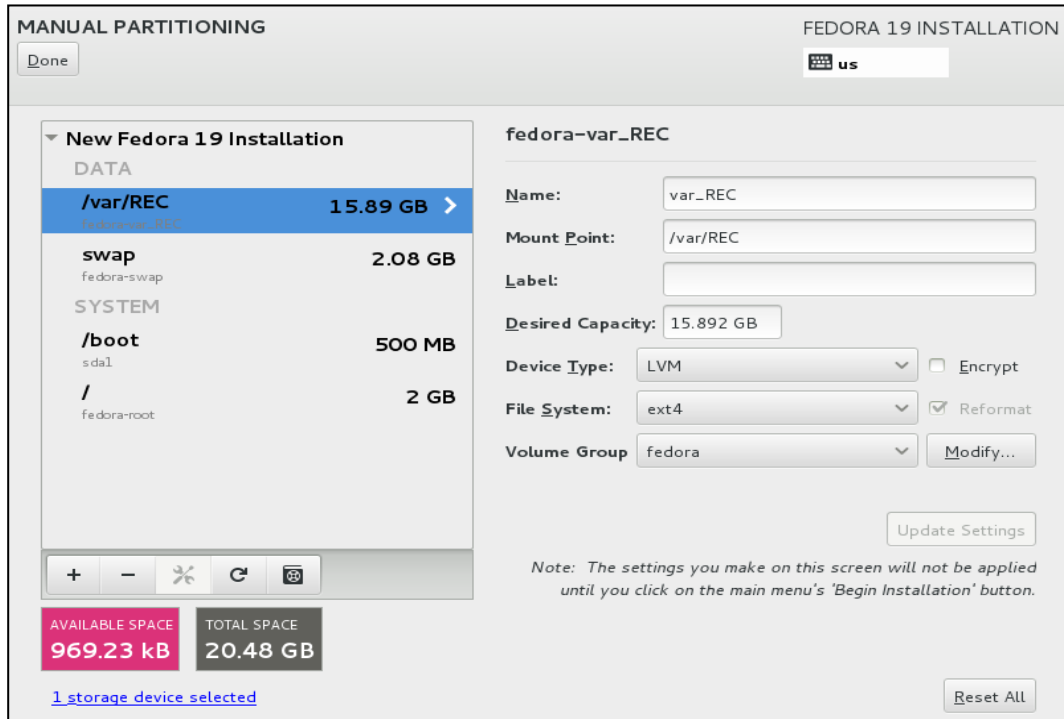 MANUAL PARTITIONING
FEDORA 19 INSTALLATION
Done
us
New Fedora 19 Installation
DATA
/var/REC
15.89 GB
fedora-var_REC
swap
2.08 GB
fedora-swap
SYSTEM
/boot
500 MB
sda1
/
2 GB
fedora-root
+
−
AVAILABLE SPACE
969.23 kB
TOTAL SPACE
20.48 GB
1 storage device selected
fedora-var_REC
Name: var_REC
Mount Point: /var/REC
Label:
Desired Capacity: 15.892 GB
Device Type: LVM Encrypt
File System: ext4 Reformat
Volume Group fedora Modify...
Update Settings
Note: The settings you make on this screen will not be applied
until you click on the main menu's 'Begin Installation' button.
Reset All